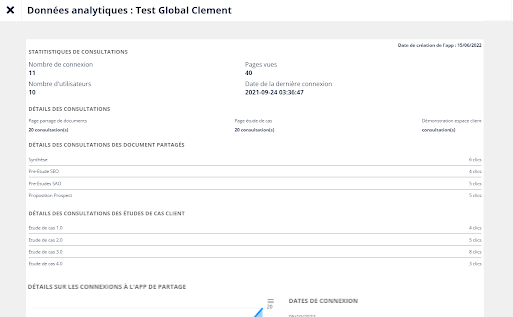 ✕ Données analytiques : Test Global Clement
Date de création de l'app : 15/06/2022
STATITISTIQUES DE CONSULTATIONS
Nombre de connexion Pages vues
11 40
Nombre d'utilisateurs Date de la dernière connexion
10 2021-09-24 03:36:47
DÉTAILS DES CONSULTATIONS
Page partage de documents Page étude de cas Démonstration espace client
20 consultation(s) 20 consultation(s) consultation(s)
DÉTAILS DES CONSULTATIONS DES DOCUMENT PARTAGÉS
Synthèse 6 clics
Pré-Etude SEO 4 clics
Pré-Etudes SAO 5 clics
Proposition Prospect 5 clics
DÉTAILS DES CONSULTATIONS DES ÉTUDES DE CAS CLIENT
Etude de cas 1.0 4 clics
Etude de cas 2.0 5 clics
Etude de cas 3.0 8 clics
Etude de cas 4.0 3 clics
DÉTAILS SUR LES CONNEXIONS À L'APP DE PARTAGE
20
DATES DE CONNEXION